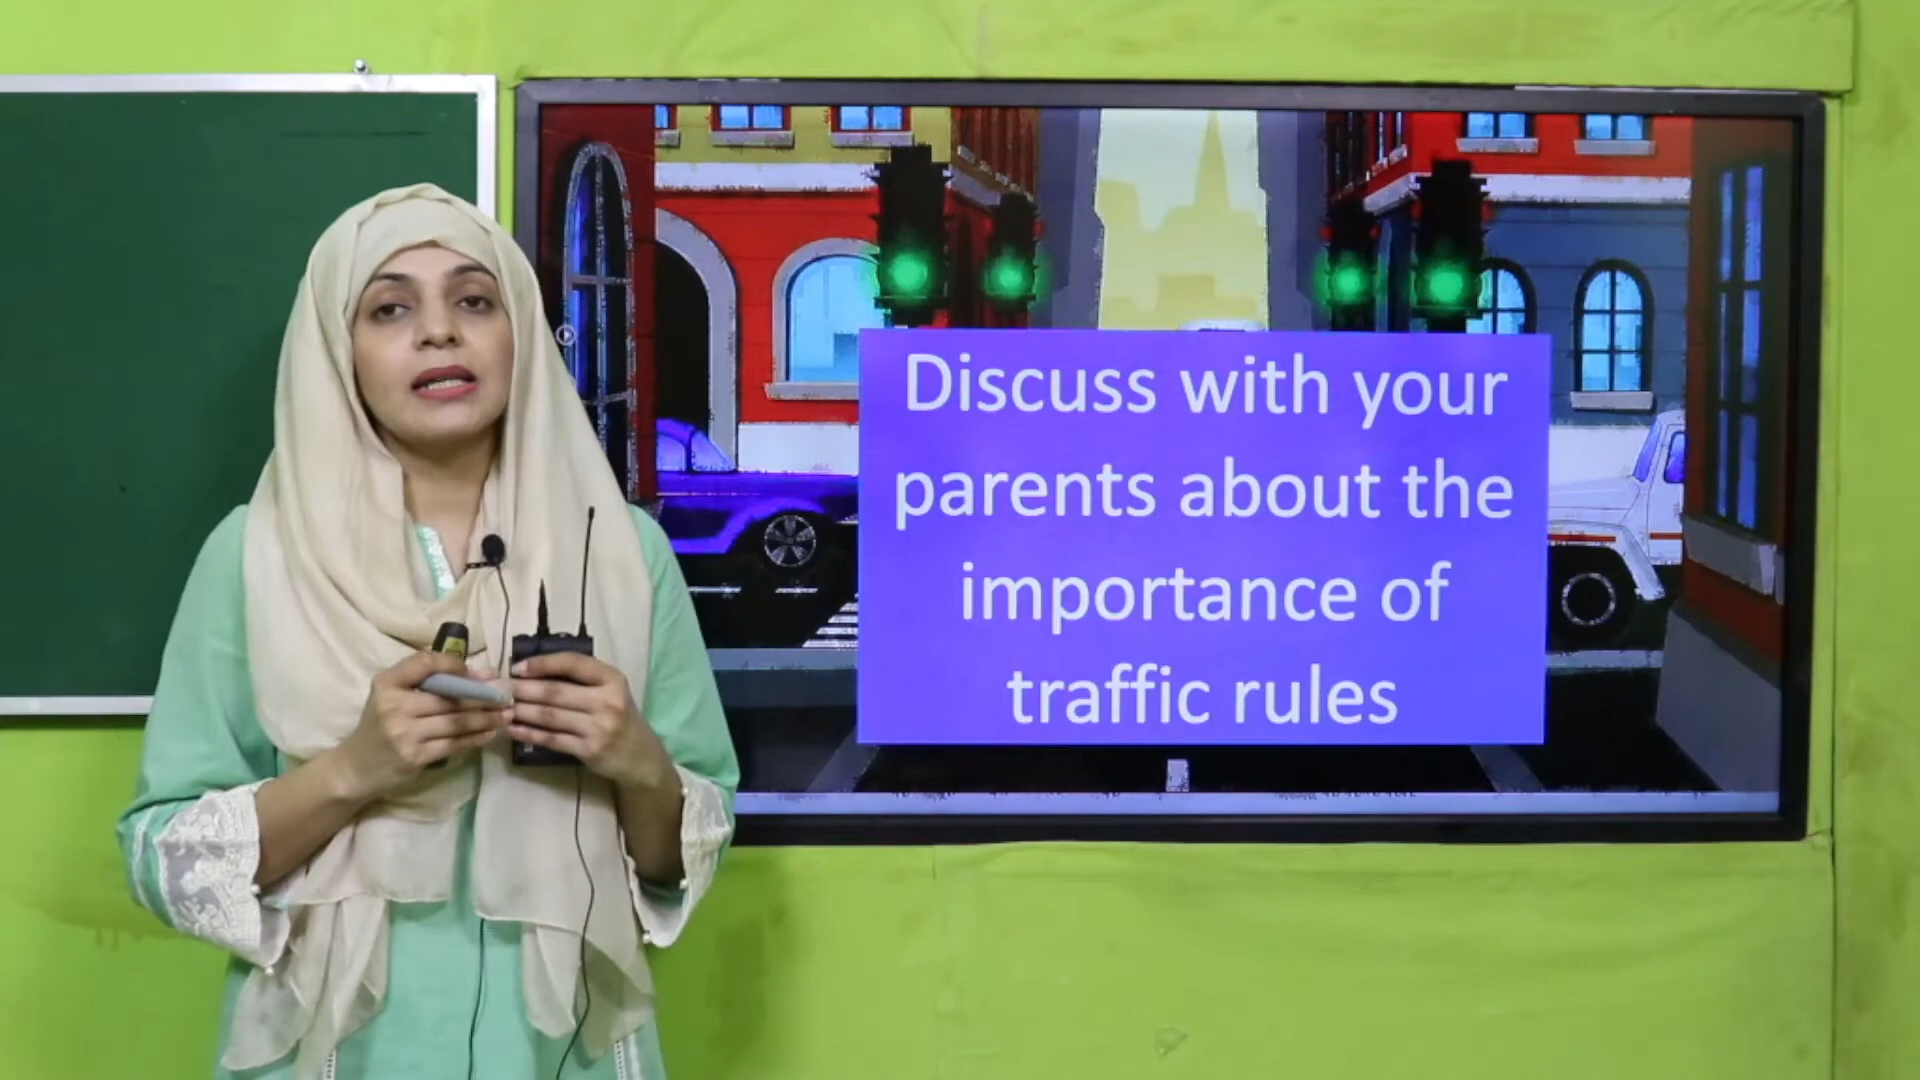 Discuss with your
parents about the
importance of
traffic rules